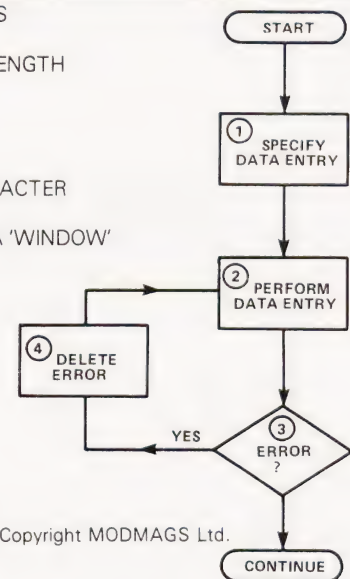 S
ENGTH
ACTER
A 'WINDOW'
START
1 SPECIFY
DATA ENTRY
2 PERFORM
DATA ENTRY
4 DELETE
ERROR
YES
3
ERROR
?
Copyright MODMAGS Ltd.
CONTINUE